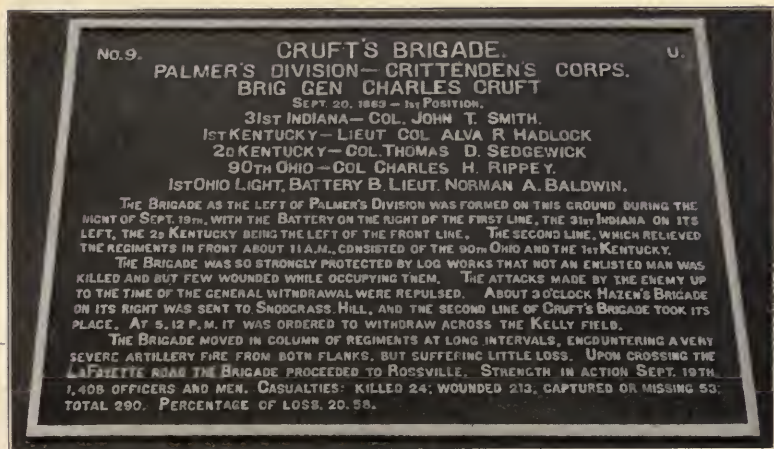 No. 9. CRUFT'S BRIGADE. U.
PALMER'S DIVISION — CRITTENDEN'S CORPS.
BRIG GEN CHARLES CRUFT
SEPT. 20, 1863 — 1ST POSITION.
31ST INDIANA — COL. JOHN T. SMITH.
1ST KENTUCKY — LIEUT COL ALVA R HADLOCK
2D KENTUCKY — COL. THOMAS D. SEDGEWICK
90TH OHIO — COL CHARLES H. RIPPEY.
1ST OHIO LIGHT, BATTERY B. LIEUT. NORMAN A. BALDWIN.
THE BRIGADE AS THE LEFT OF PALMER'S DIVISION WAS FORMED ON THIS GROUND DURING THE
NIGHT OF SEPT. 19TH, WITH THE BATTERY ON THE RIGHT OF THE FIRST LINE, THE 31ST INDIANA ON ITS
LEFT, THE 2D KENTUCKY BEING THE LEFT OF THE FRONT LINE. THE SECOND LINE, WHICH RELIEVED
THE REGIMENTS IN FRONT ABOUT 11 A.M., CONSISTED OF THE 90TH OHIO AND THE 1ST KENTUCKY.
THE BRIGADE WAS SO STRONGLY PROTECTED BY LOG WORKS THAT NOT AN ENLISTED MAN WAS
KILLED AND BUT FEW WOUNDED WHILE OCCUPYING THEM. THE ATTACKS MADE BY THE ENEMY UP
TO THE TIME OF THE GENERAL WITHDRAWAL WERE REPULSED. ABOUT 3 O'CLOCK HAZEN'S BRIGADE
ON ITS RIGHT WAS SENT TO SNODGRASS HILL, AND THE SECOND LINE OF CRUFT'S BRIGADE TOOK ITS
PLACE. AT 5.12 P.M. IT WAS ORDERED TO WITHDRAW ACROSS THE KELLY FIELD.
THE BRIGADE MOVED IN COLUMN OF REGIMENTS AT LONG INTERVALS, ENCOUNTERING A VERY
SEVERE ARTILLERY FIRE FROM BOTH FLANKS, BUT SUFFERING LITTLE LOSS. UPON CROSSING THE
LAFAYETTE ROAD THE BRIGADE PROCEEDED TO ROSSVILLE. STRENGTH IN ACTION SEPT. 19TH
1,408 OFFICERS AND MEN. CASUALTIES: KILLED 24; WOUNDED 213, CAPTURED OR MISSING 53;
TOTAL 290. PERCENTAGE OF LOSS, 20.58.